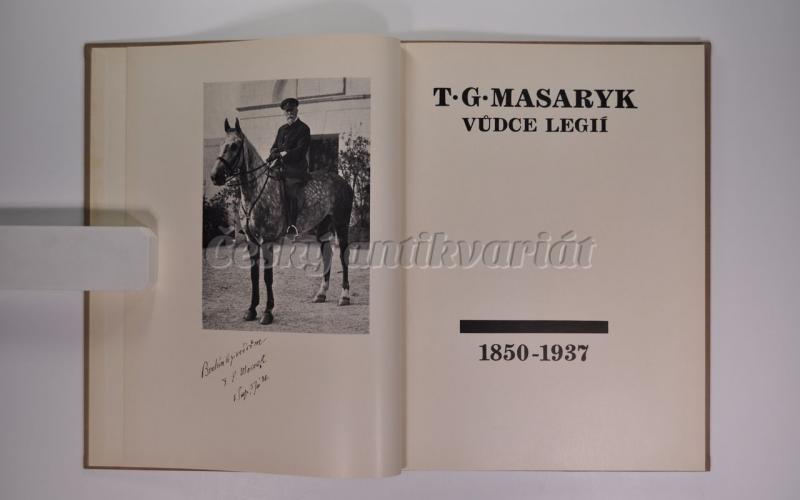 T·G·MASARYK
VŮDCE LEGIÍ
Český antikvariát
1850-1937